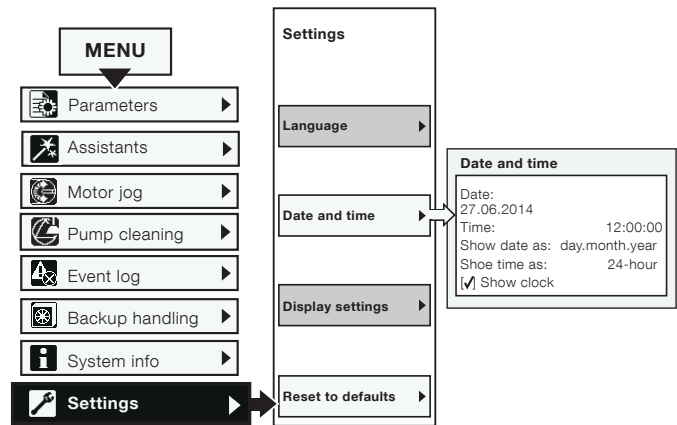 MENU
Parameters
Assistants
Motor jog
Pump cleaning
Event log
Backup handling
System info
Settings
Settings
Language
Date and time
Display settings
Reset to defaults
Date and time
Date:
27.06.2014
Time: 12:00:00
Show date as: day.month.year
Shoe time as: 24-hour
[✓] Show clock